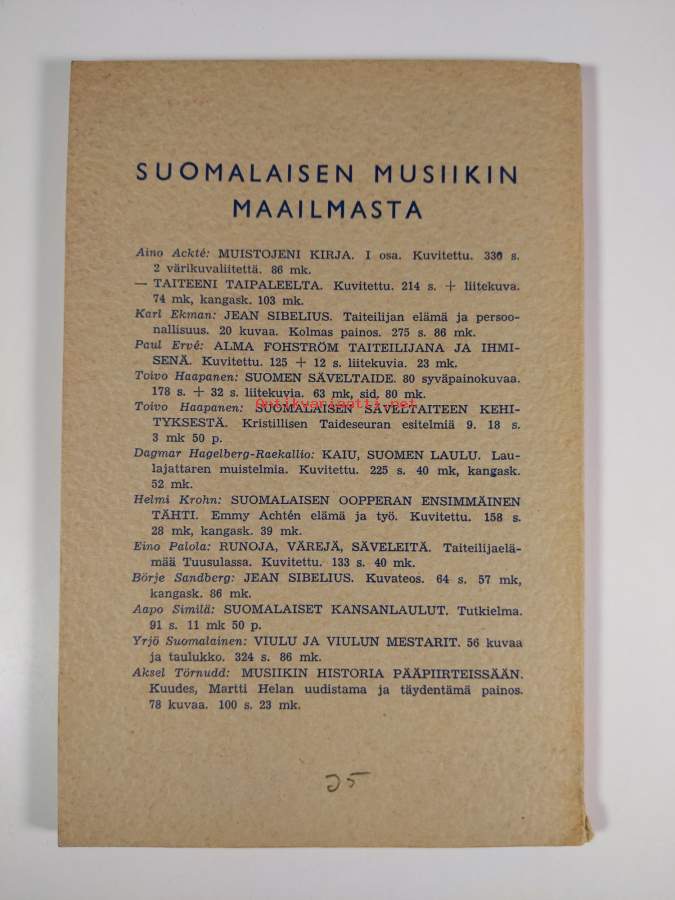 SUOMALAISEN MUSIIKIN
MAAILMASTA
Aino Ackté: MUISTOJENI KIRJA. I osa. Kuvitettu. 330 s.
2 värikuvaliitettä. 86 mk.
— TAITEENI TAIPALEELTA. Kuvitettu. 214 s. + liitekuva.
74 mk, kangask. 103 mk.
Karl Ekman: JEAN SIBELIUS. Taiteilijan elämä ja persoo-
nallisuus. 20 kuvaa. Kolmas painos. 275 s. 86 mk.
Paul Ervé: ALMA FOHSTRÖM TAITEILIJANA JA IHMI-
SENÄ. Kuvitettu. 125 + 12 s. liitekuvia. 23 mk.
Toivo Haapanen: SUOMEN SÄVELTAIDE. 80 syväpainokuvaa.
178 s. + 32 s. liitekuvia. 63 mk, sid. 80 mk.
Antikvariaatti.net
Toivo Haapanen: SUOMALAISEN SÄVELTAITEEN KEHI-
TYKSESTÄ. Kristillisen Taideseuran esitelmiä 9. 18 s.
3 mk 50 p.
Dagmar Hagelberg-Raekallio: KAIU, SUOMEN LAULU. Lau-
lajattaren muistelmia. Kuvitettu. 225 s. 40 mk, kangask.
52 mk.
Helmi Krohn: SUOMALAISEN OOPPERAN ENSIMMÄINEN
TÄHTI. Emmy Achtén elämä ja työ. Kuvitettu. 158 s.
28 mk, kangask. 39 mk.
Eino Palola: RUNOJA, VÄREJÄ, SÄVELEITÄ. Taiteilijaelä-
mää Tuusulassa. Kuvitettu. 133 s. 40 mk.
Börje Sandberg: JEAN SIBELIUS. Kuvateos. 64 s. 57 mk,
kangask. 86 mk.
Aapo Similä: SUOMALAISET KANSANLAULUT. Tutkielma.
91 s. 11 mk 50 p.
Yrjö Suomalainen: VIULU JA VIULUN MESTARIT. 56 kuvaa
ja taulukko. 324 s. 86 mk.
Aksel Törnudd: MUSIIKIN HISTORIA PÄÄPIIRTEISSÄÄN.
Kuudes, Martti Helan uudistama ja täydentämä painos.
78 kuvaa. 100 s. 23 mk.
25